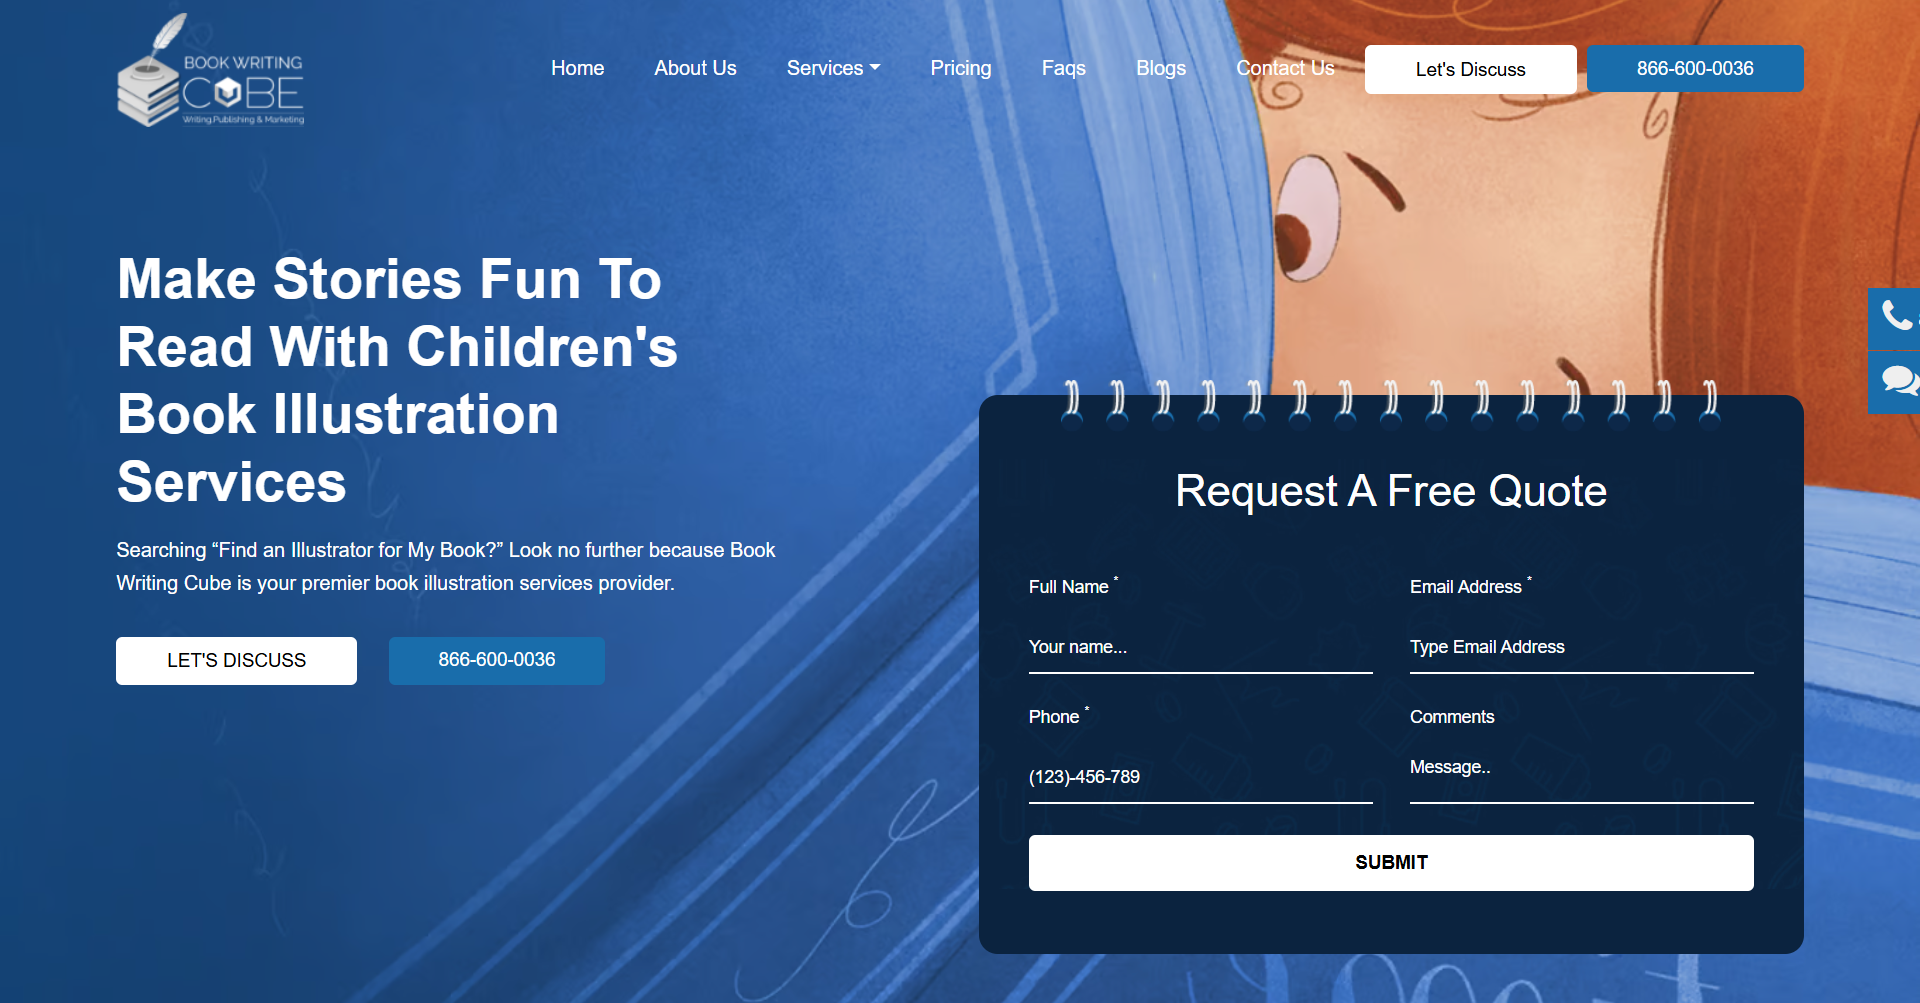 BOOK WRITING
CUBE
Writing,Publishing & Marketing
Home
About Us
Services
Pricing
Faqs
Blogs
Contact Us
Let's Discuss
866-600-0036
Make Stories Fun To
Read With Children's
Book Illustration
Services
Searching “Find an Illustrator for My Book?” Look no further because Book
Writing Cube is your premier book illustration services provider.
LET'S DISCUSS
866-600-0036
Request A Free Quote
Full Name *
Email Address *
Your name...
Type Email Address
Phone *
Comments
(123)-456-789
Message..
SUBMIT